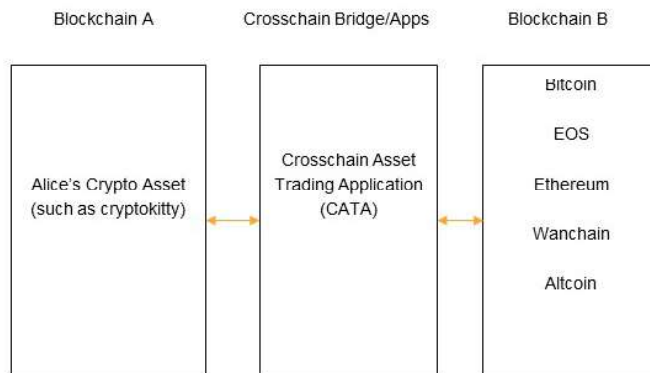 Blockchain A
Crosschain Bridge/Apps
Blockchain B
Alice's Crypto Asset
(such as cryptokitty)
Crosschain Asset
Trading Application
(CATA)
Bitcoin
EOS
Ethereum
Wanchain
Altcoin